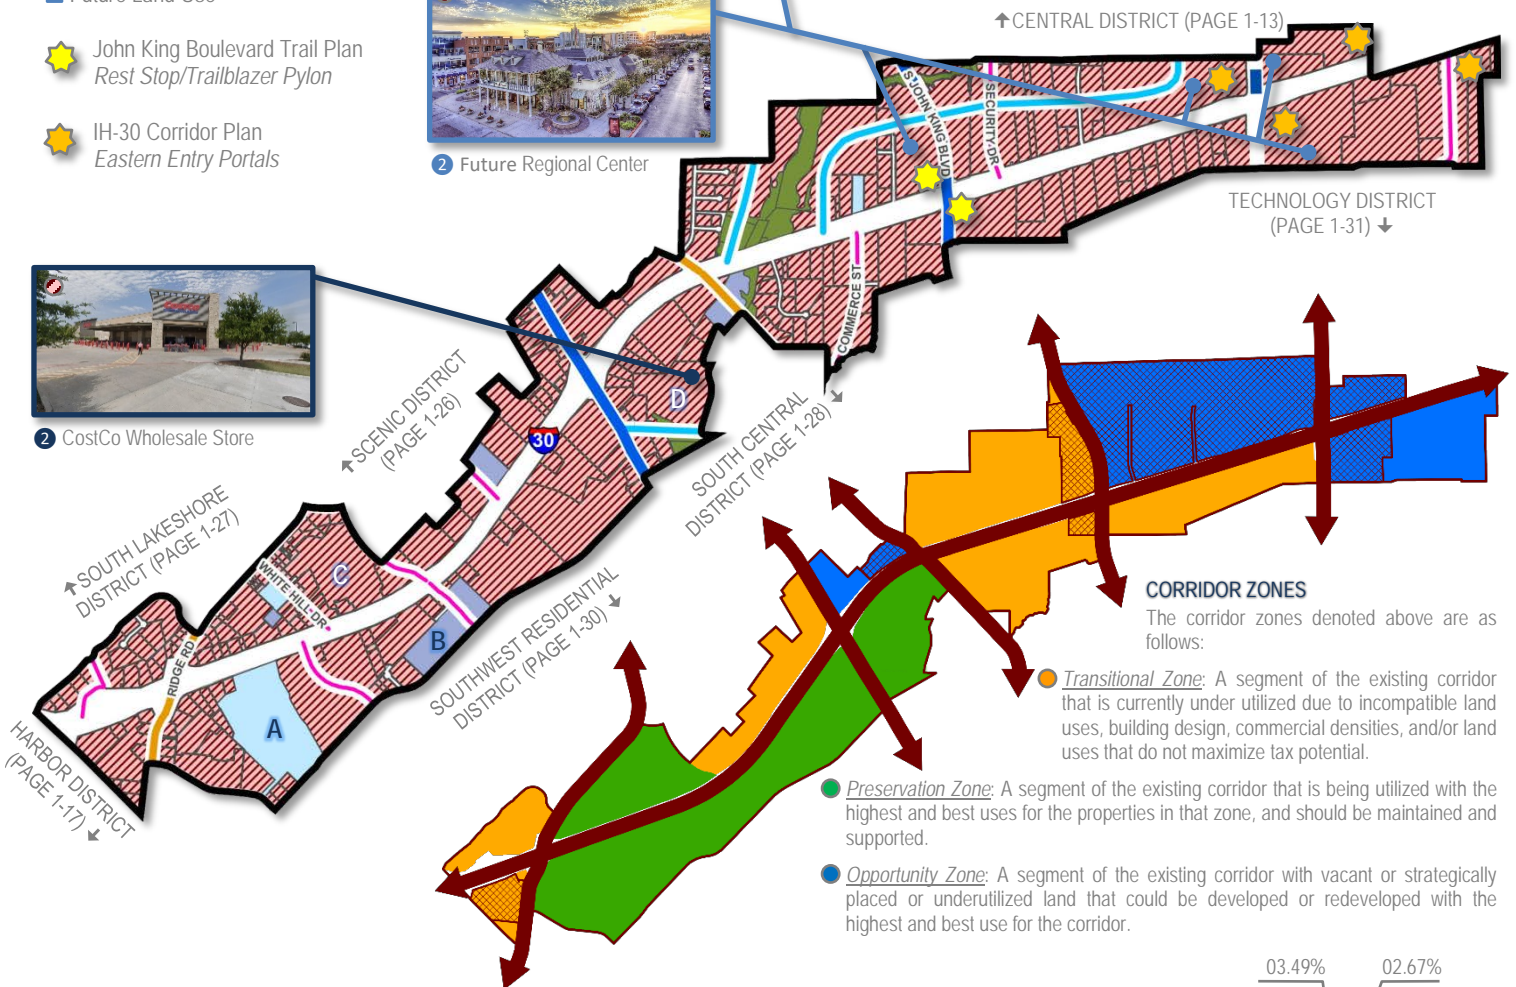 John King Boulevard Trail Plan
Rest Stop/Trailblazer Pylon
IH-30 Corridor Plan
Eastern Entry Portals
2 Future Regional Center
↑CENTRAL DISTRICT (PAGE 1-13)
S JOHN KING BLVD
SECURITY DR
TECHNOLOGY DISTRICT
(PAGE 1-31) ↓
COMMERCE ST
2 CostCo Wholesale Store
↖SCENIC DISTRICT
(PAGE 1-26)
30
D
SOUTH CENTRAL
DISTRICT (PAGE 1-28) ↘
↖SOUTH LAKESHORE
DISTRICT (PAGE 1-27)
WHITE HILL DR
C
B
SOUTHWEST RESIDENTIAL
DISTRICT (PAGE 1-30) ↘
RIDGE RD
A
HARBOR DISTRICT
(PAGE 1-17) ↙
CORRIDOR ZONES
The corridor zones denoted above are as
follows:
Transitional Zone: A segment of the existing corridor
that is currently under utilized due to incompatible land
uses, building design, commercial densities, and/or land
uses that do not maximize tax potential.
Preservation Zone: A segment of the existing corridor that is being utilized with the
highest and best uses for the properties in that zone, and should be maintained and
supported.
Opportunity Zone: A segment of the existing corridor with vacant or strategically
placed or underutilized land that could be developed or redeveloped with the
highest and best use for the corridor.
03.49%
02.67%